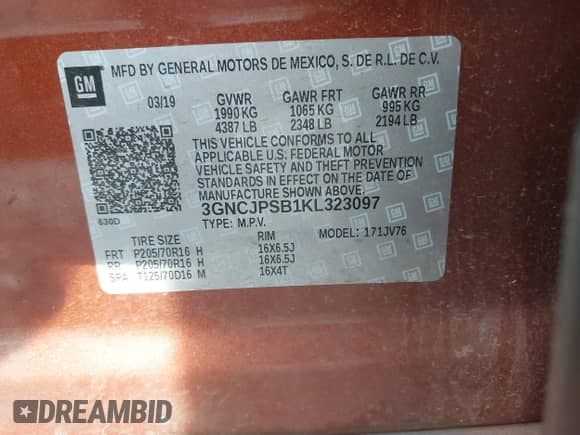 GM
MFD BY GENERAL MOTORS DE MEXICO, S. DE R.L. DE C.V.
03/19 GVWR GAWR FRT GAWR RR
1990 KG 1065 KG 995 KG
4387 LB 2348 LB 2194 LB
THIS VEHICLE CONFORMS TO ALL
APPLICABLE U.S. FEDERAL MOTOR
VEHICLE SAFETY AND THEFT PREVENTION
STANDARDS IN EFFECT ON THE DATE OF
MANUFACTURE SHOWN ABOVE.
630D 3GNCJPSB1KL323097
TYPE: M.P.V. MODEL: 171JV76
TIRE SIZE RIM
FRT P205/70R16 H 16X6.5J
RR P205/70R16 H 16X6.5J
SPA T125/70D16 M 16X4T
DREAMBID